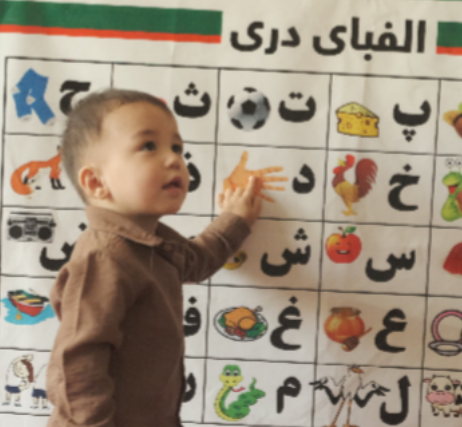 الفبای دری
پ ت ث ح
خ د
س ش
ع غ ف
ل م